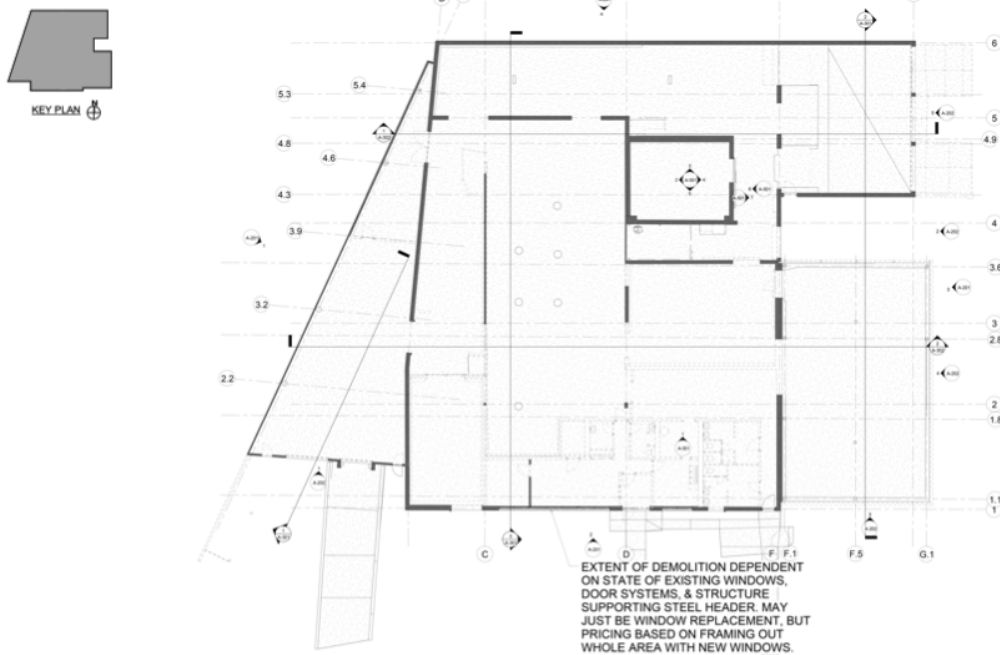 KEY PLAN
N
6
5.3
5.4
5
4.8
4.9
4.6
4.3
4
3.9
3.6
3.2
3
2.8
2.2
2
1.8
1.1
1
C
D
F
F.1
F.5
G.1
EXTENT OF DEMOLITION DEPENDENT
ON STATE OF EXISTING WINDOWS,
DOOR SYSTEMS, & STRUCTURE
SUPPORTING STEEL HEADER. MAY
JUST BE WINDOW REPLACEMENT, BUT
PRICING BASED ON FRAMING OUT
WHOLE AREA WITH NEW WINDOWS.